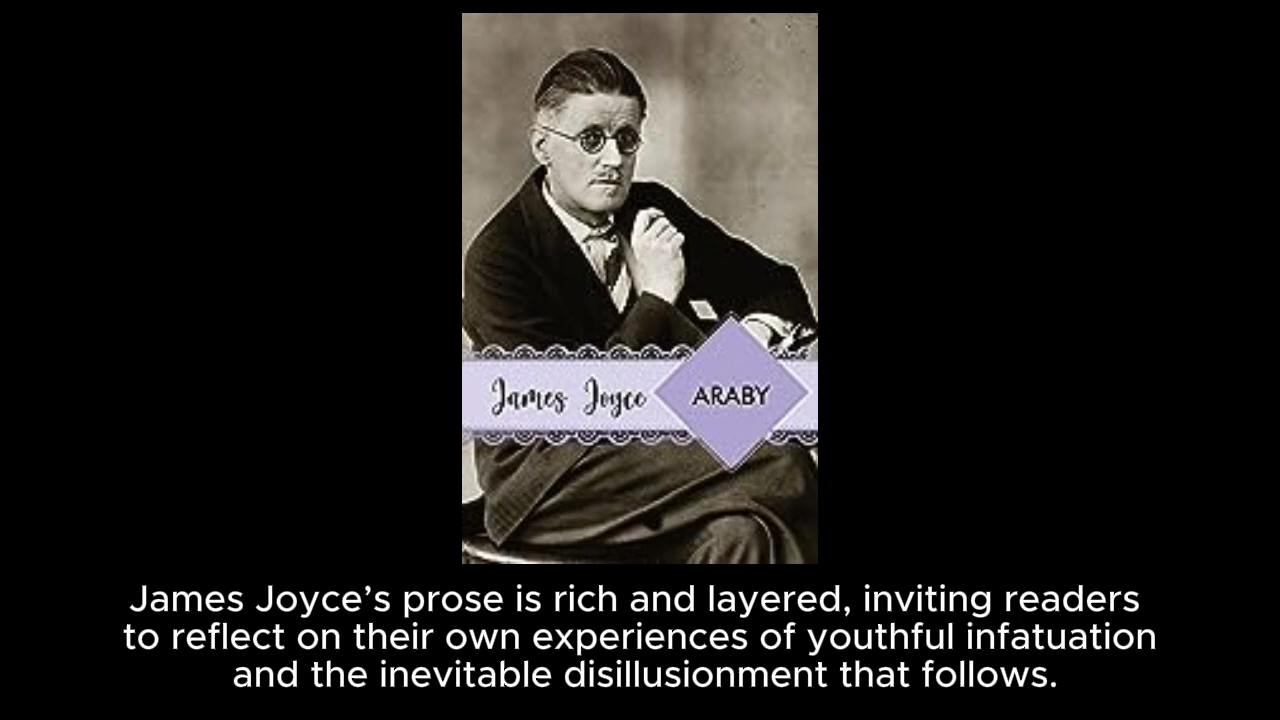 James Joyce
ARABY
James Joyce’s prose is rich and layered, inviting readers
to reflect on their own experiences of youthful infatuation
and the inevitable disillusionment that follows.